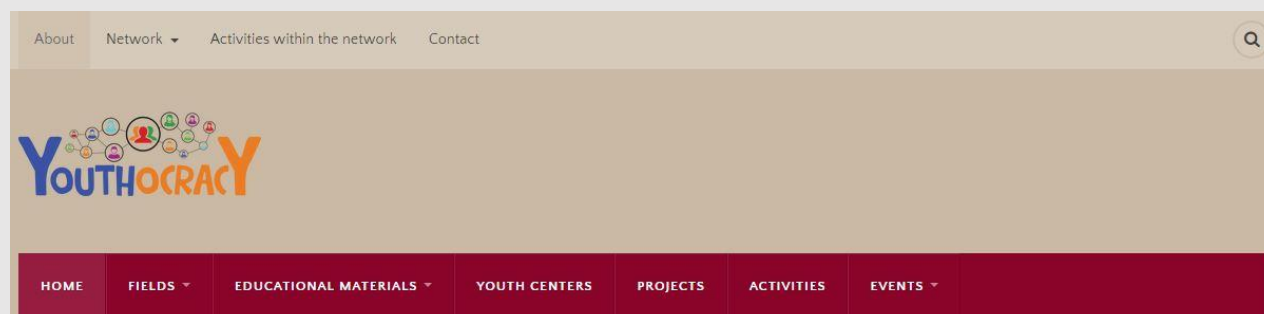 About Network Activities within the network Contact
YOUTHOCRACY
HOME FIELDS EDUCATIONAL MATERIALS YOUTH CENTERS PROJECTS ACTIVITIES EVENTS